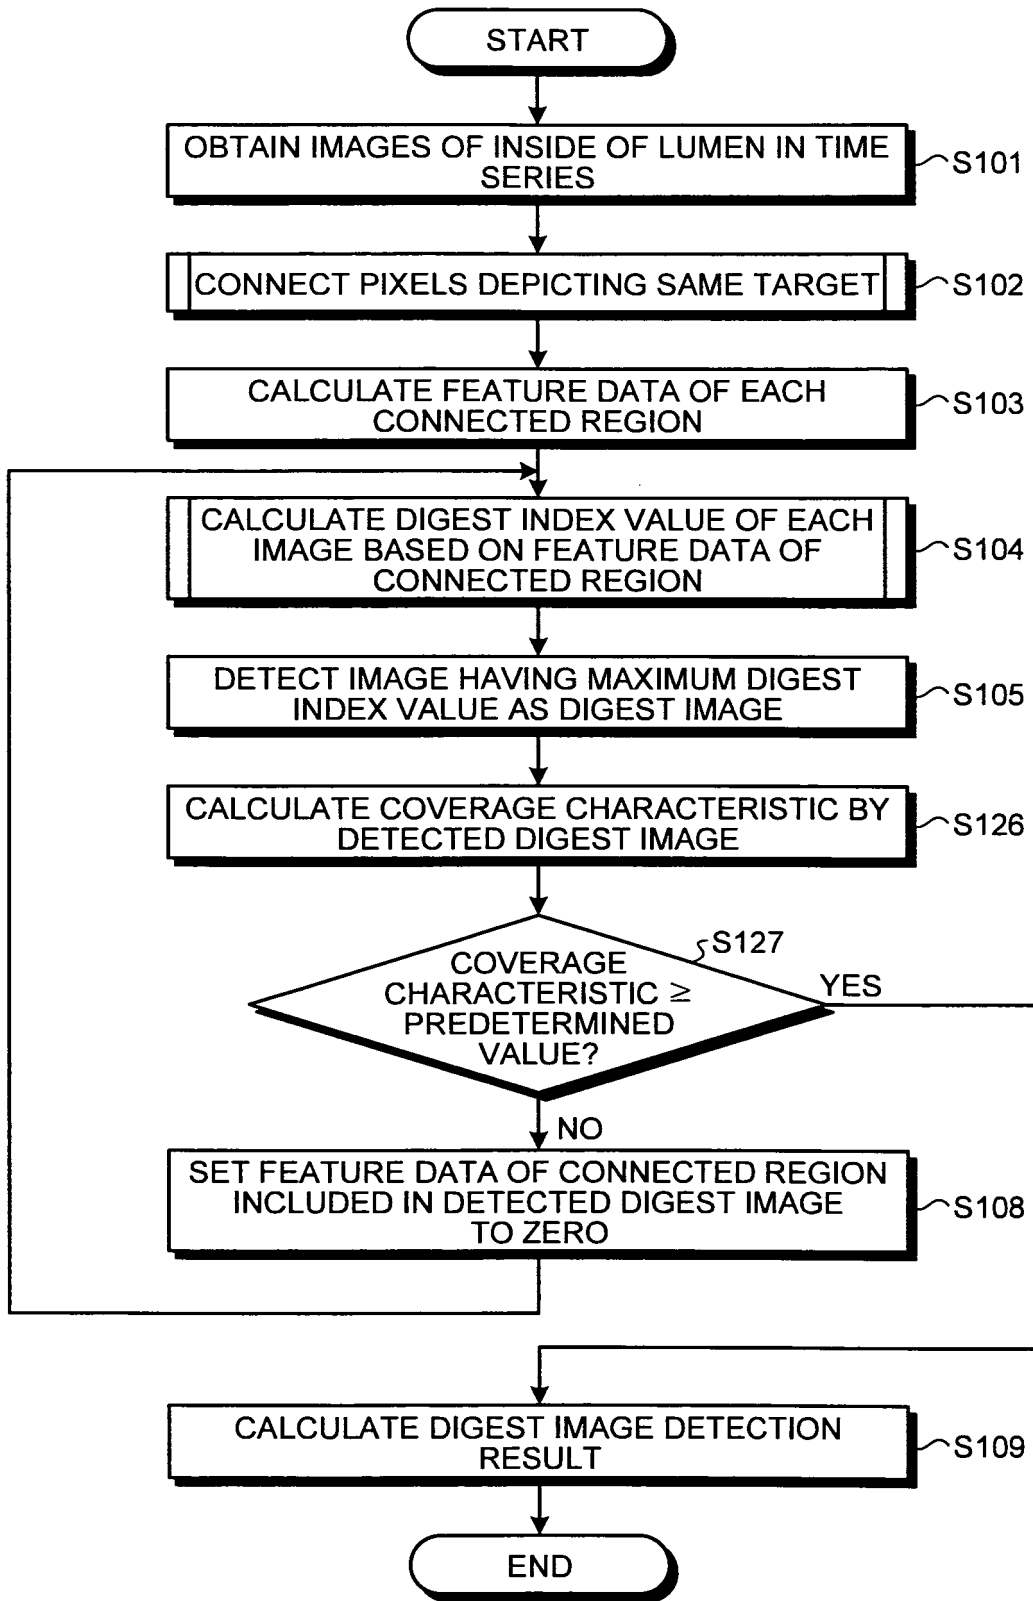 START
OBTAIN IMAGES OF INSIDE OF LUMEN IN TIME
SERIES
S101
CONNECT PIXELS DEPICTING SAME TARGET
S102
CALCULATE FEATURE DATA OF EACH
CONNECTED REGION
S103
CALCULATE DIGEST INDEX VALUE OF EACH
IMAGE BASED ON FEATURE DATA OF
CONNECTED REGION
S104
DETECT IMAGE HAVING MAXIMUM DIGEST
INDEX VALUE AS DIGEST IMAGE
S105
CALCULATE COVERAGE CHARACTERISTIC BY
DETECTED DIGEST IMAGE
S126
S127
COVERAGE
CHARACTERISTIC ≥
PREDETERMINED
VALUE?
YES
NO
SET FEATURE DATA OF CONNECTED REGION
INCLUDED IN DETECTED DIGEST IMAGE
TO ZERO
S108
CALCULATE DIGEST IMAGE DETECTION
RESULT
S109
END